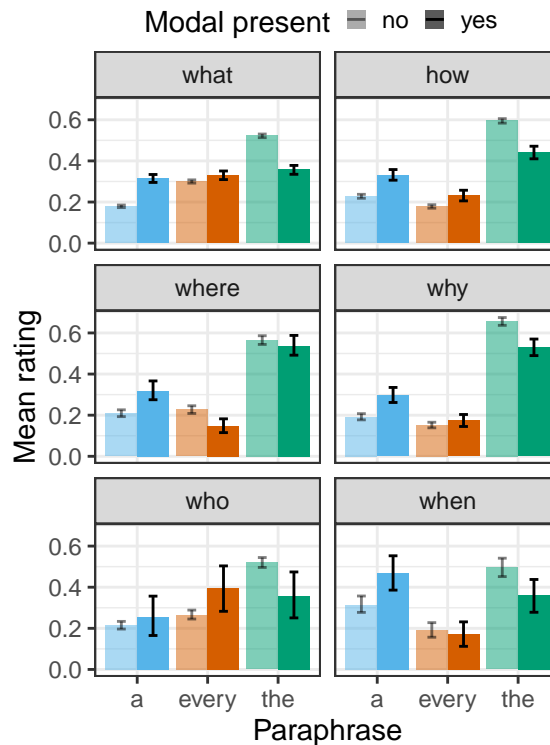 Modal present no yes
what how
0.6
0.4
0.2
0.0
where why
0.6
0.4
0.2
0.0
who when
0.6
0.4
0.2
0.0
Mean rating
a every the a every the
Paraphrase